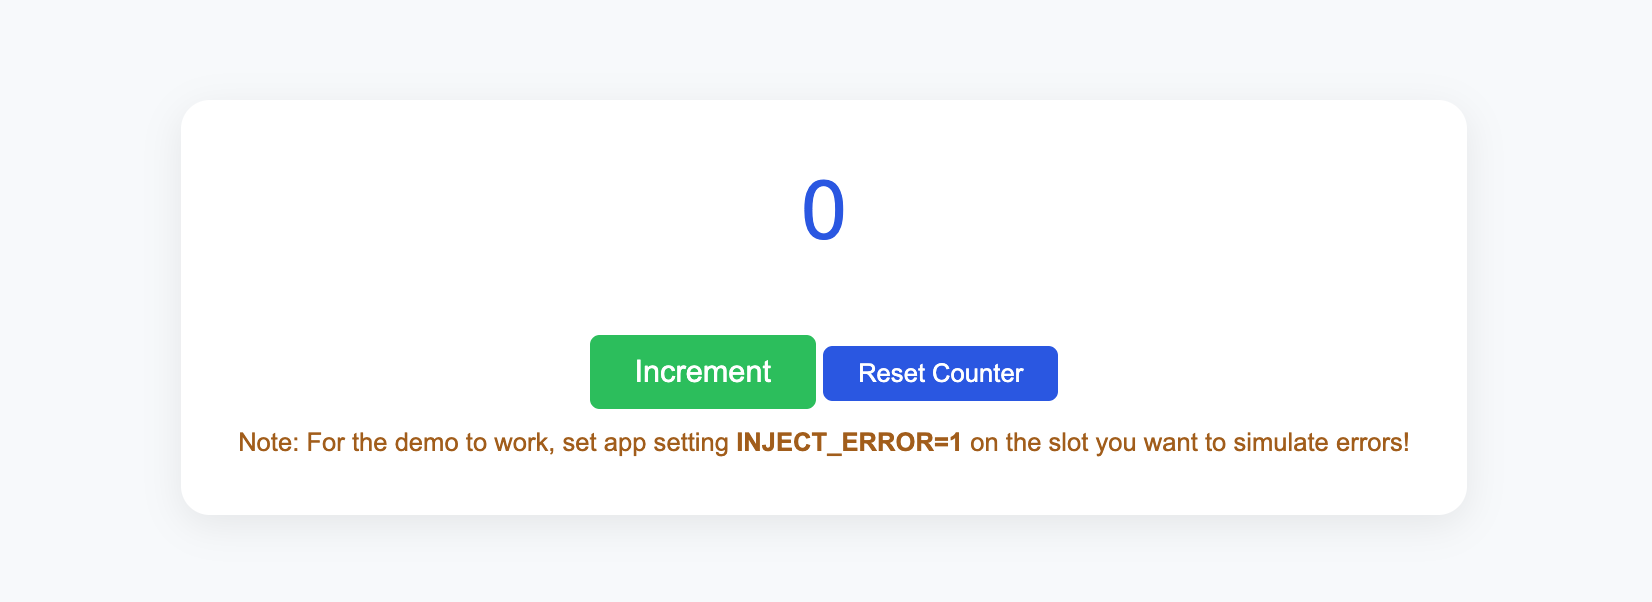 0
Increment
Reset Counter
Note: For the demo to work, set app setting INJECT_ERROR=1 on the slot you want to simulate errors!